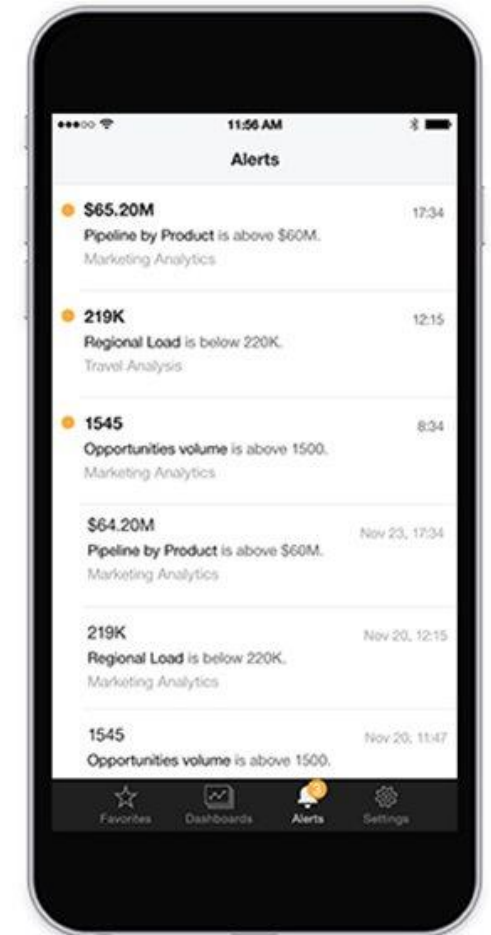 11:56 AM
Alerts
$65.20M 17:34
Pipeline by Product is above $60M.
Marketing Analytics
219K 12:15
Regional Load is below 220K.
Travel Analysis
1545 8:34
Opportunities volume is above 1500.
Marketing Analytics
$64.20M Nov 23, 17:34
Pipeline by Product is above $60M.
Marketing Analytics
219K Nov 20, 12:15
Regional Load is below 220K.
Marketing Analytics
1545 Nov 20, 11:47
Opportunities volume is above 1500.
3
Favorites Dashboards Alerts Settings